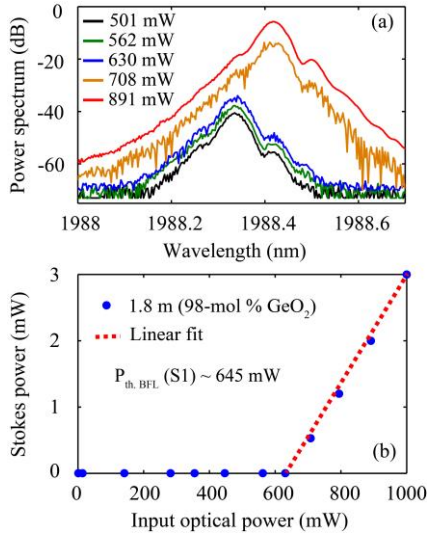 (a)
0
-20
-40
-60
Power spectrum (dB)
501 mW
562 mW
630 mW
708 mW
891 mW
1988 1988.2 1988.4 1988.6
Wavelength (nm)
3
2
1
0
Stokes power (mW)
1.8 m (98-mol % GeO₂)
Linear fit
P th. BFL (S1) ~ 645 mW
(b)
0 200 400 600 800 1000
Input optical power (mW)